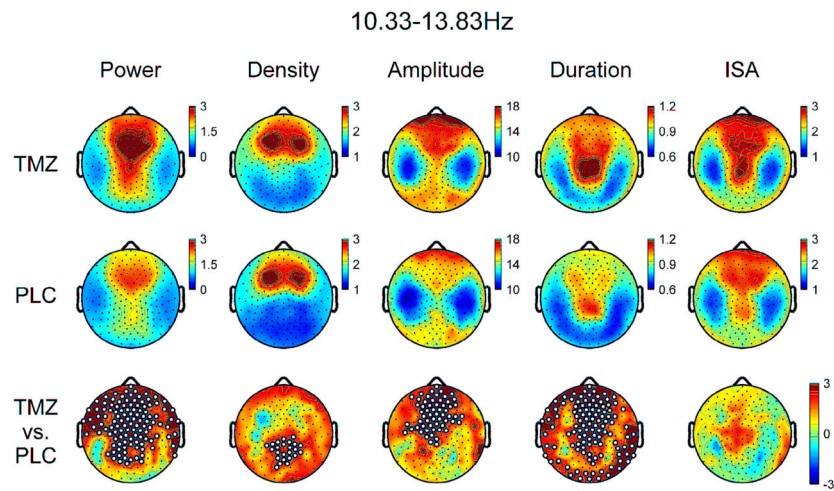 10.33-13.83Hz
Power Density Amplitude Duration ISA
TMZ
3 1.5 0
3 2 1
18 14 10
1.2 0.9 0.6
3 2 1
PLC
3 1.5 0
3 2 1
18 14 10
1.2 0.9 0.6
3 2 1
TMZ
vs.
PLC
3 0 -3